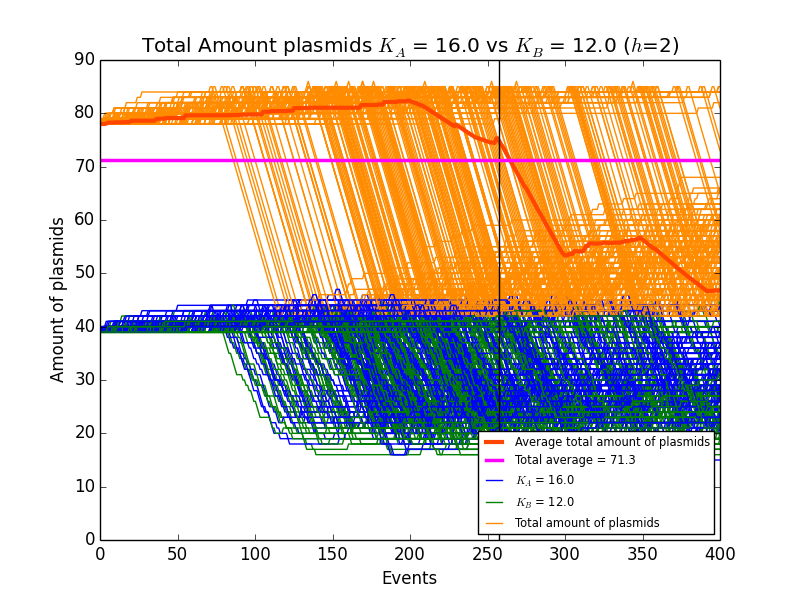 Total Amount plasmids K_A = 16.0 vs K_B = 12.0 (h=2)
90
80
70
60
50
40
30
20
10
0
Amount of plasmids
Average total amount of plasmids
Total average = 71.3
K_A = 16.0
K_B = 12.0
Total amount of plasmids
0 50 100 150 200 250 300 350 400
Events